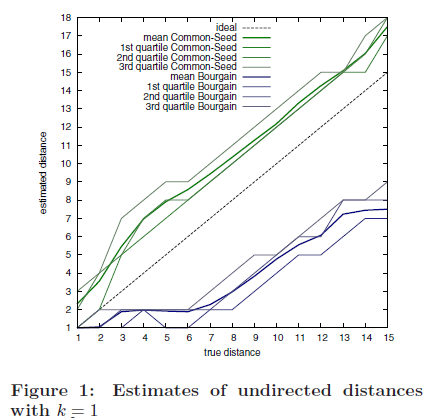 18
17
16
15
14
13
12
11
10
9
8
7
6
5
4
3
2
1
estimated distance
ideal
mean Common-Seed
1st quartile Common-Seed
2nd quartile Common-Seed
3rd quartile Common-Seed
mean Bourgain
1st quartile Bourgain
2nd quartile Bourgain
3rd quartile Bourgain
1 2 3 4 5 6 7 8 9 10 11 12 13 14 15
true distance
Figure 1: Estimates of undirected distances
with k = 1